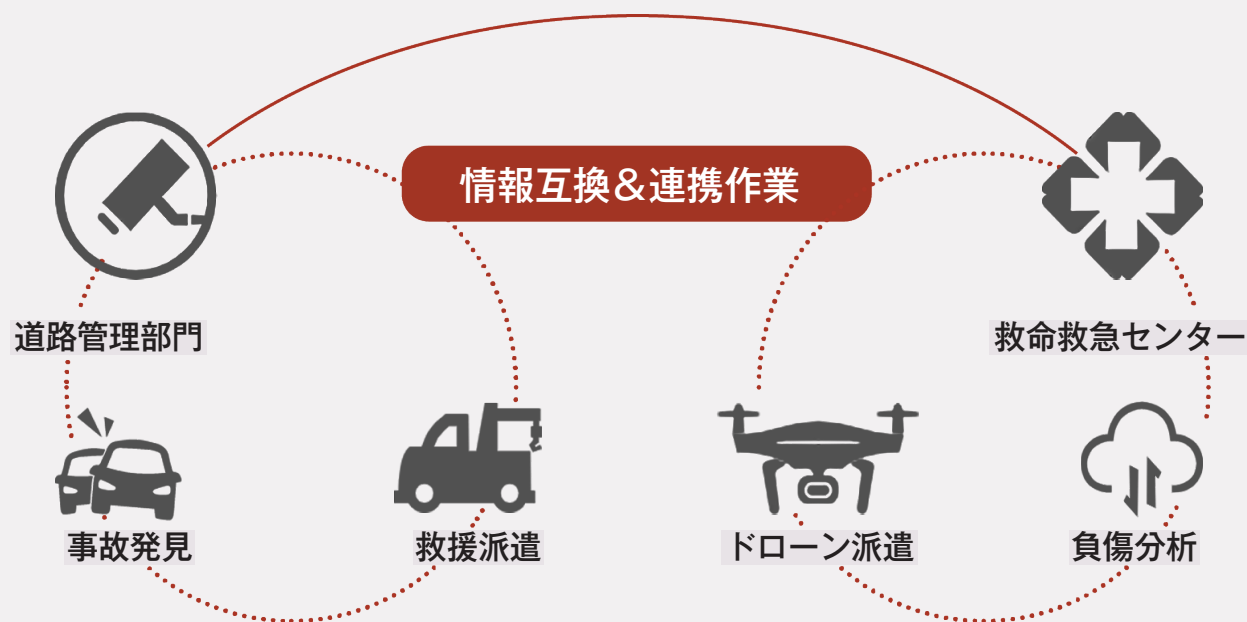 情報互換＆連携作業
道路管理部門
救命救急センター
事故発見
救援派遣
ドローン派遣
負傷分析